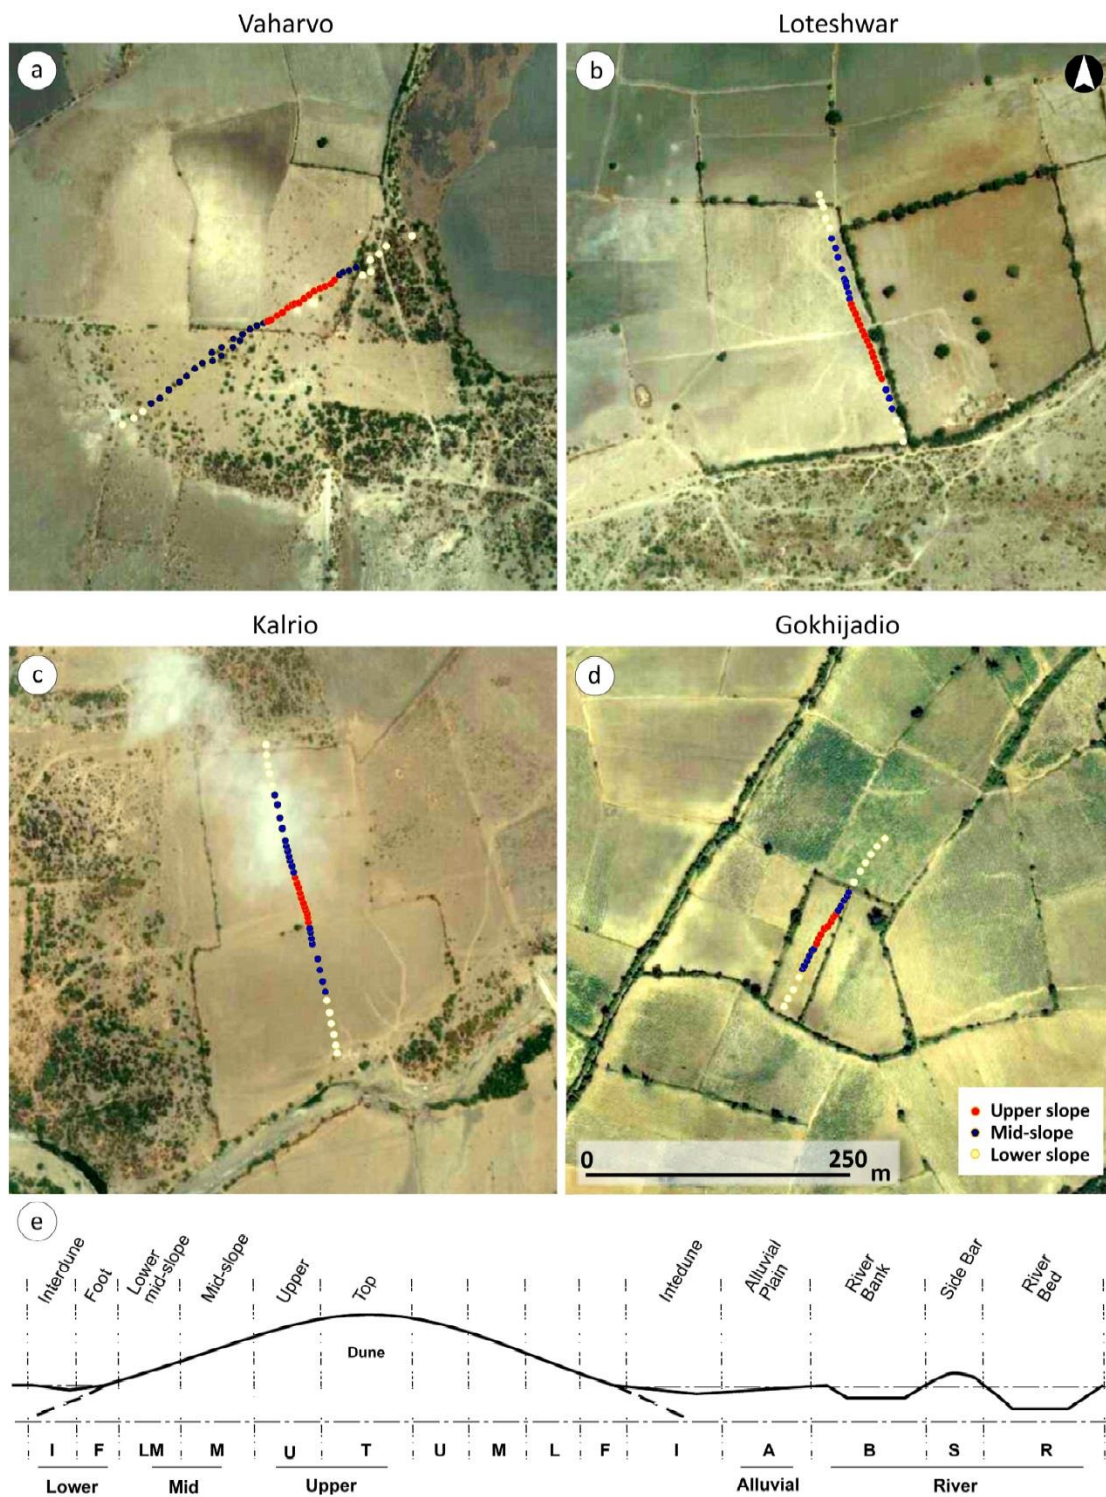 Vaharvo
Loteshwar
a
b
Kalrio
Gokhijadio
c
d
Upper slope
Mid-slope
Lower slope
0 250 m
e
Interdune
Foot
Lower mid-slope
Mid-slope
Upper
Top
Intedune
Alluvial Plain
River Bank
Side Bar
River Bed
Dune
I F LM M U T U M L F I A B S R
Lower Mid Upper Alluvial River